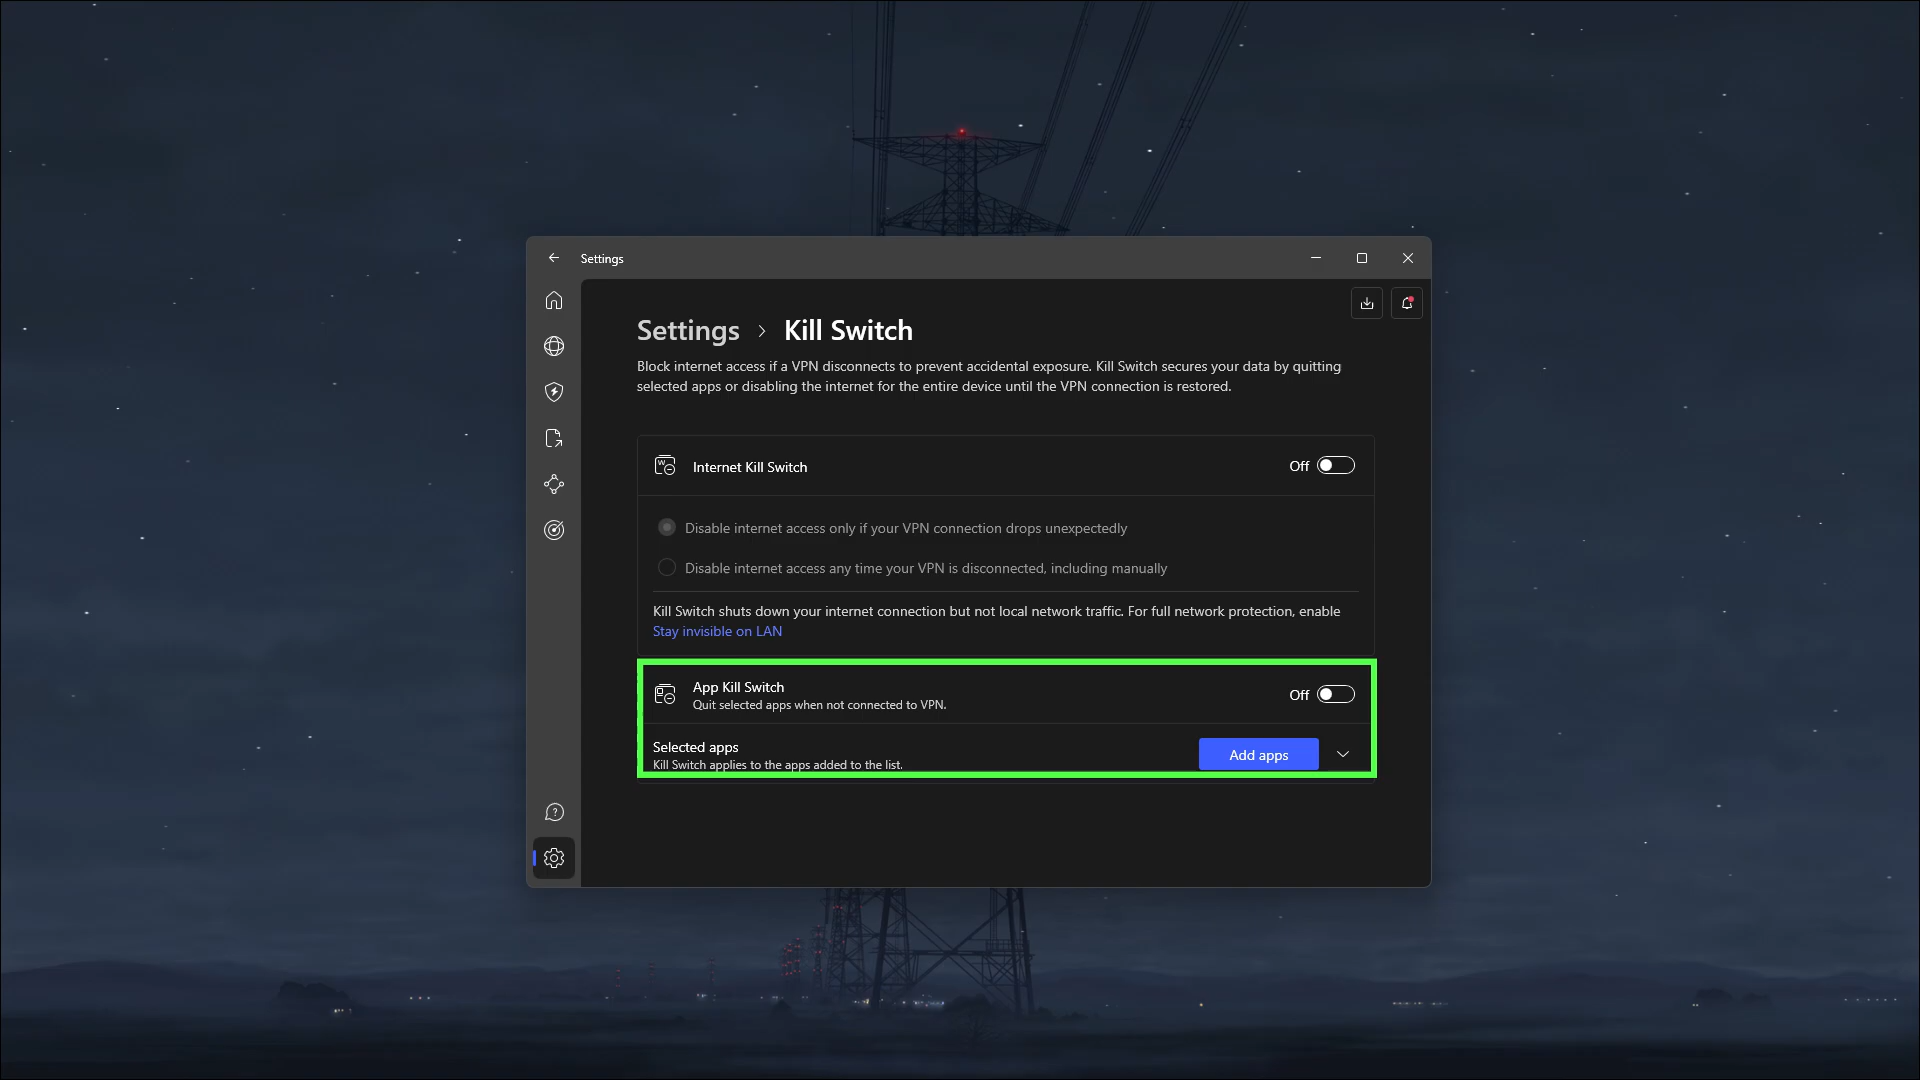 Settings
Settings > Kill Switch
Block internet access if a VPN disconnects to prevent accidental exposure. Kill Switch secures your data by quitting
selected apps or disabling the internet for the entire device until the VPN connection is restored.
Internet Kill Switch
Off
Disable internet access only if your VPN connection drops unexpectedly
Disable internet access any time your VPN is disconnected, including manually
Kill Switch shuts down your internet connection but not local network traffic. For full network protection, enable
Stay invisible on LAN
App Kill Switch
Quit selected apps when not connected to VPN.
Off
Selected apps
Kill Switch applies to the apps added to the list.
Add apps